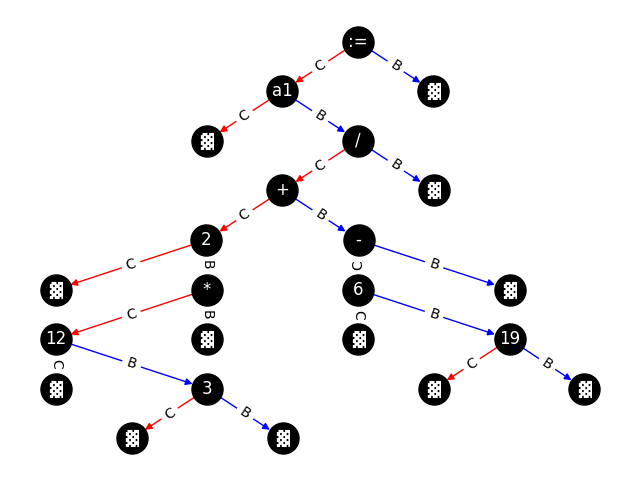 :=
C B
a1 ▓
C B
▓ /
C B
+ ▓
C B
2 -
C B C B
▓ * 6 ▓
C B C B
12 ▓ ▓ 19
C B C B
▓ 3 ▓ ▓
C B
▓ ▓